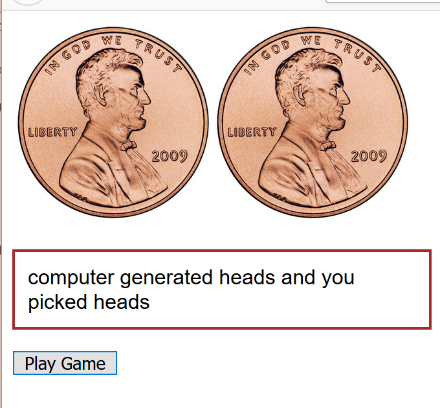 IN GOD WE TRUST
LIBERTY
2009
IN GOD WE TRUST
LIBERTY
2009
computer generated heads and you
picked heads
Play Game